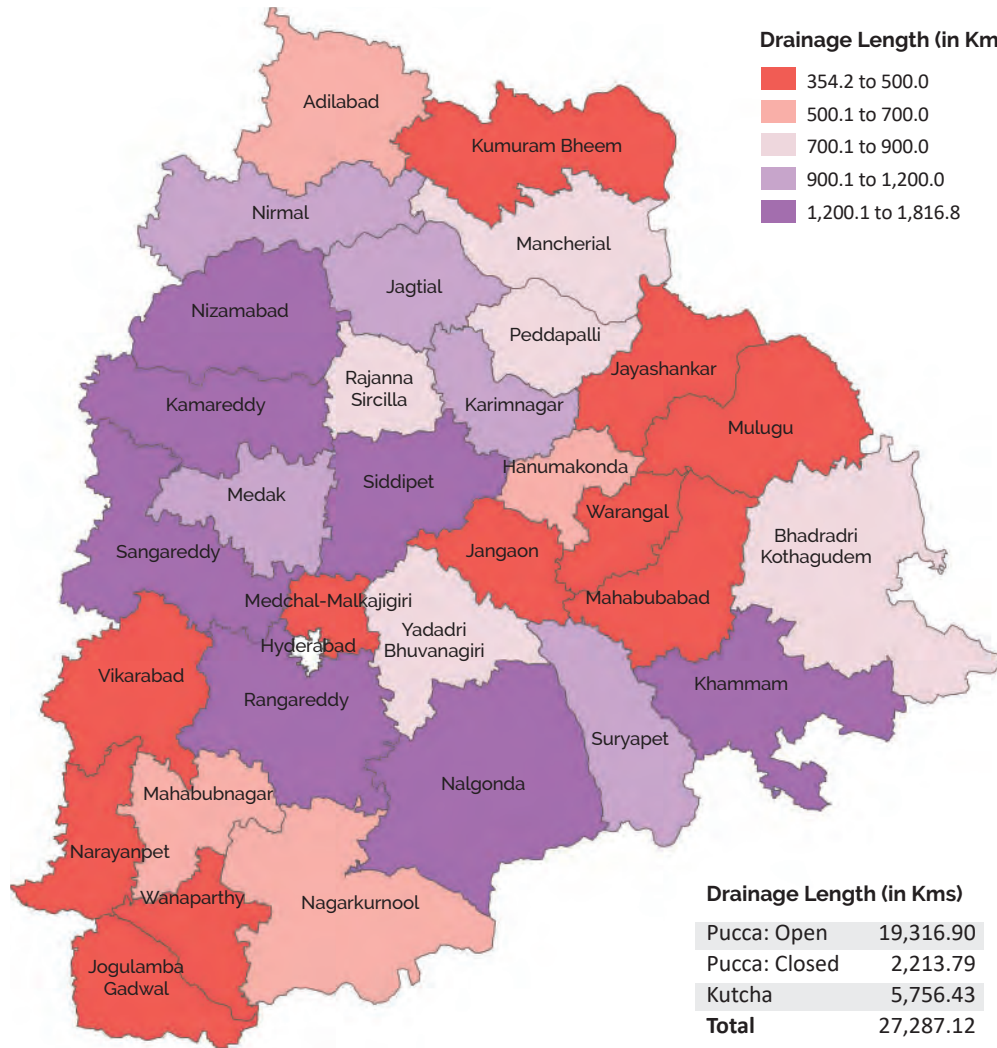 Drainage Length (in Km
354.2 to 500.0
500.1 to 700.0
700.1 to 900.0
900.1 to 1,200.0
1,200.1 to 1,816.8
Adilabad
Kumuram Bheem
Nirmal
Mancherial
Jagtial
Nizamabad
Peddapalli
Jayashankar
Rajanna
Sircilla
Kamareddy
Karimnagar
Mulugu
Hanumakonda
Siddipet
Medak
Warangal
Bhadradri
Kothagudem
Sangareddy
Jangaon
Mahabubabad
Medchal-Malkajigiri
Yadadri
Bhuvanagiri
Hyderabad
Vikarabad
Rangareddy
Khammam
Suryapet
Nalgonda
Mahabubnagar
Narayanpet
Wanaparthy
Nagarkurnool
Jogulamba
Gadwal
Drainage Length (in Kms)
Pucca: Open 19,316.90
Pucca: Closed 2,213.79
Kutcha 5,756.43
Total 27,287.12